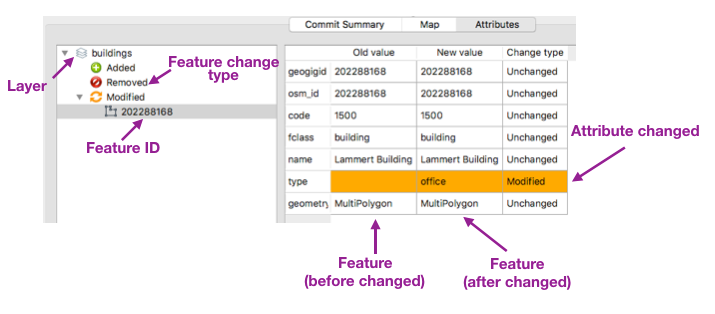 Commit Summary Map Attributes
buildings
Added
Removed
Modified
202288168
Layer
Feature change
type
Feature ID
Old value New value Change type
geogigid 202288168 202288168 Unchanged
osm_id 202288168 202288168 Unchanged
code 1500 1500 Unchanged
fclass building building Unchanged
name Lammert Building Lammert Building Unchanged
type office Modified
geometry MultiPolygon MultiPolygon Unchanged
Attribute changed
Feature
(before changed)
Feature
(after changed)